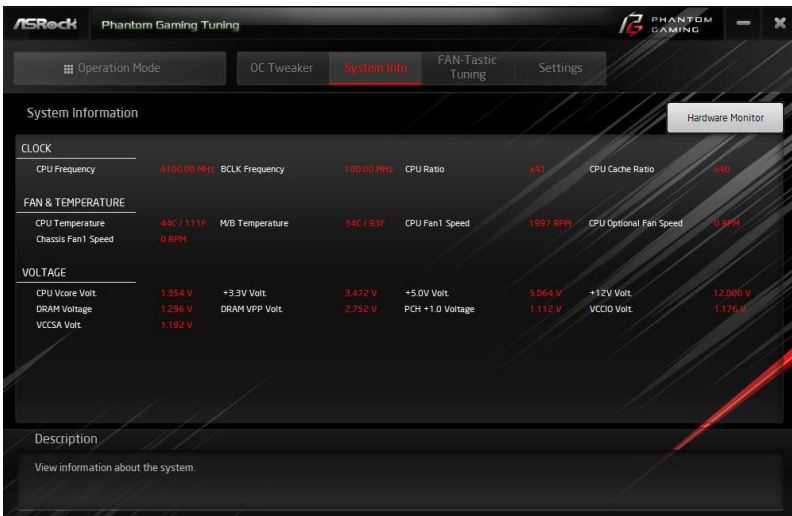 ASRock Phantom Gaming Tuning PHANTOM GAMING
Operation Mode OC Tweaker System Info FAN-Tastic Tuning Settings
System Information Hardware Monitor
CLOCK
CPU Frequency 4100.00 MHz BCLK Frequency 100.00 MHz CPU Ratio x41 CPU Cache Ratio x40
FAN & TEMPERATURE
CPU Temperature 44C / 111F M/B Temperature 34C / 93F CPU Fan1 Speed 1997 RPM CPU Optional Fan Speed 0 RPM
Chassis Fan1 Speed 0 RPM
VOLTAGE
CPU Vcore Volt. 1.354 V +3.3V Volt. 3.472 V +5.0V Volt. 5.064 V +12V Volt. 12.000 V
DRAM Voltage 1.296 V DRAM VPP Volt. 2.752 V PCH +1.0 Voltage 1.112 V VCCIO Volt. 1.176 V
VCCSA Volt. 1.192 V
Description
View information about the system.